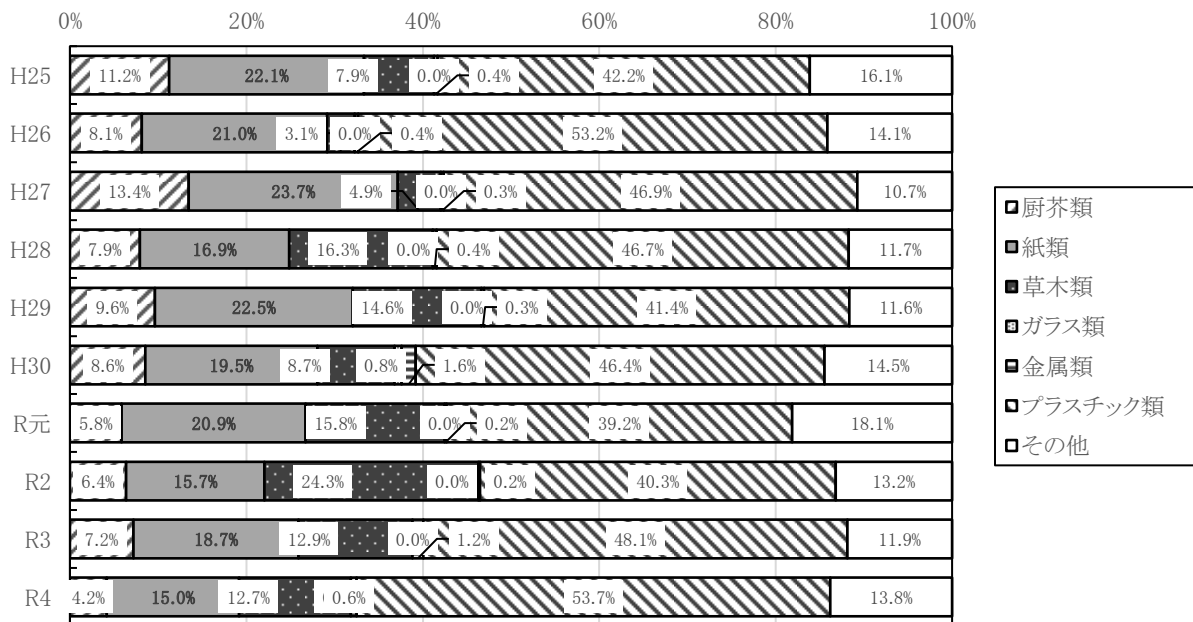 0% 20% 40% 60% 80% 100%
H25 11.2% 22.1% 7.9% 0.0% 0.4% 42.2% 16.1%
H26 8.1% 21.0% 3.1% 0.0% 0.4% 53.2% 14.1%
H27 13.4% 23.7% 4.9% 0.0% 0.3% 46.9% 10.7%
H28 7.9% 16.9% 16.3% 0.0% 0.4% 46.7% 11.7%
H29 9.6% 22.5% 14.6% 0.0% 0.3% 41.4% 11.6%
H30 8.6% 19.5% 8.7% 0.8% 1.6% 46.4% 14.5%
R元 5.8% 20.9% 15.8% 0.0% 0.2% 39.2% 18.1%
R2 6.4% 15.7% 24.3% 0.0% 0.2% 40.3% 13.2%
R3 7.2% 18.7% 12.9% 0.0% 1.2% 48.1% 11.9%
R4 4.2% 15.0% 12.7% 0.6% 53.7% 13.8%
厨芥類
紙類
草木類
ガラス類
金属類
プラスチック類
その他